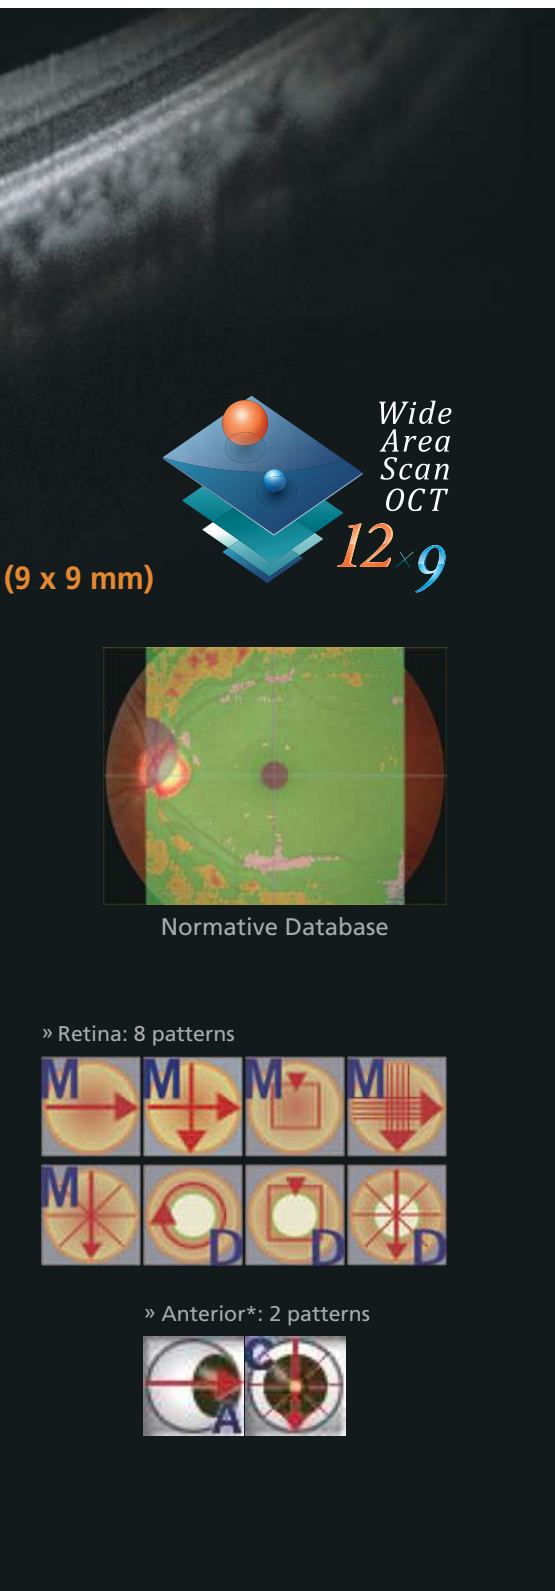 Wide
Area
Scan
OCT
12×9
(9 x 9 mm)
Normative Database
» Retina: 8 patterns
M M M M
M D D D
» Anterior*: 2 patterns
A C